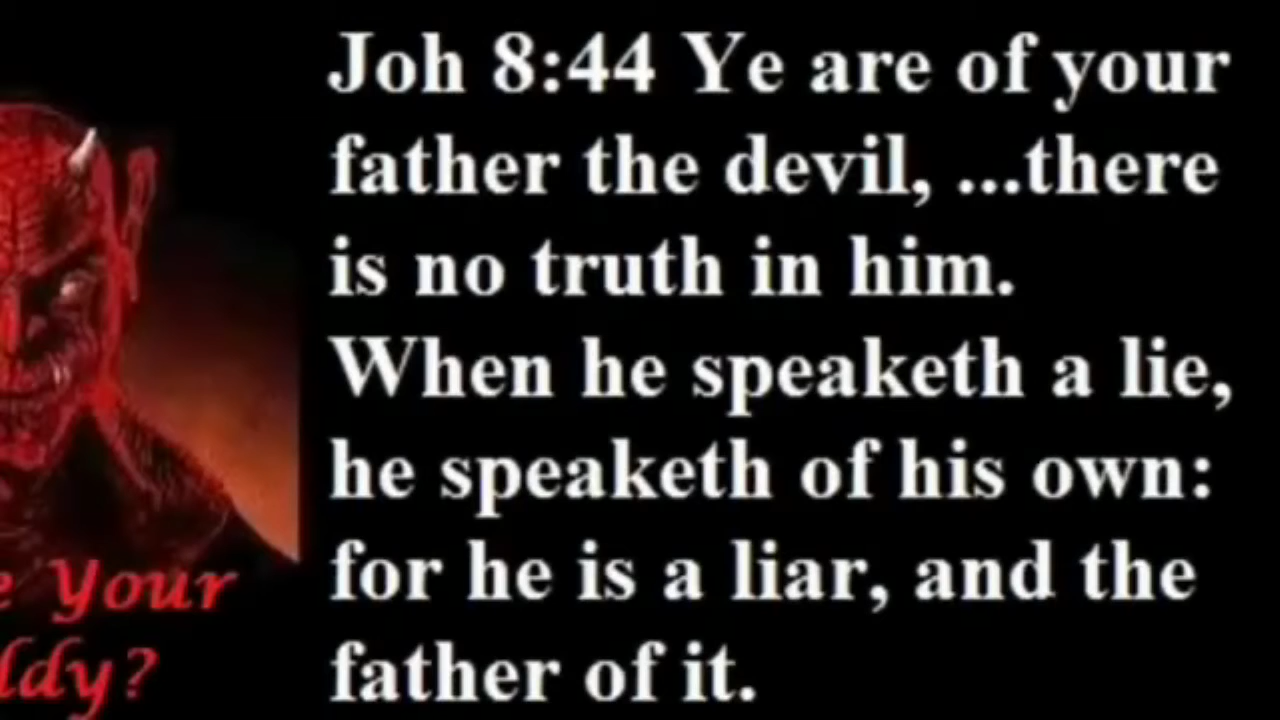 Joh 8:44 Ye are of your
father the devil, ...there
is no truth in him.
When he speaketh a lie,
he speaketh of his own:
for he is a liar, and the
father of it.
e Your
ddy?